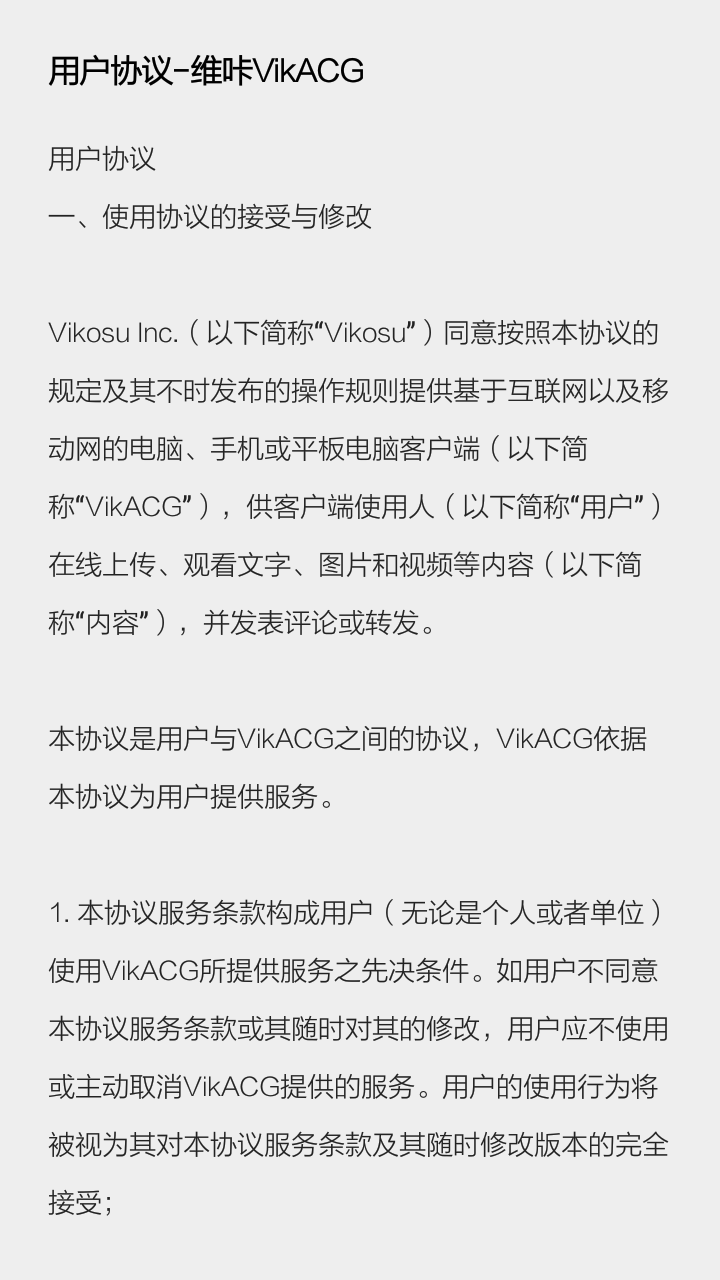 用户协议-维咔VikACG
用户协议
一、使用协议的接受与修改
Vikosu Inc.（以下简称“Vikosu”）同意按照本协议的
规定及其不时发布的操作规则提供基于互联网以及移
动网的电脑、手机或平板电脑客户端（以下简
称“VikACG”），供客户端使用人（以下简称“用户”）
在线上传、观看文字、图片和视频等内容（以下简
称“内容”），并发表评论或转发。
本协议是用户与VikACG之间的协议，VikACG依据
本协议为用户提供服务。
1. 本协议服务条款构成用户（无论是个人或者单位）
使用VikACG所提供服务之先决条件。如用户不同意
本协议服务条款或其随时对其的修改，用户应不使用
或主动取消VikACG提供的服务。用户的使用行为将
被视为其对本协议服务条款及其随时修改版本的完全
接受；